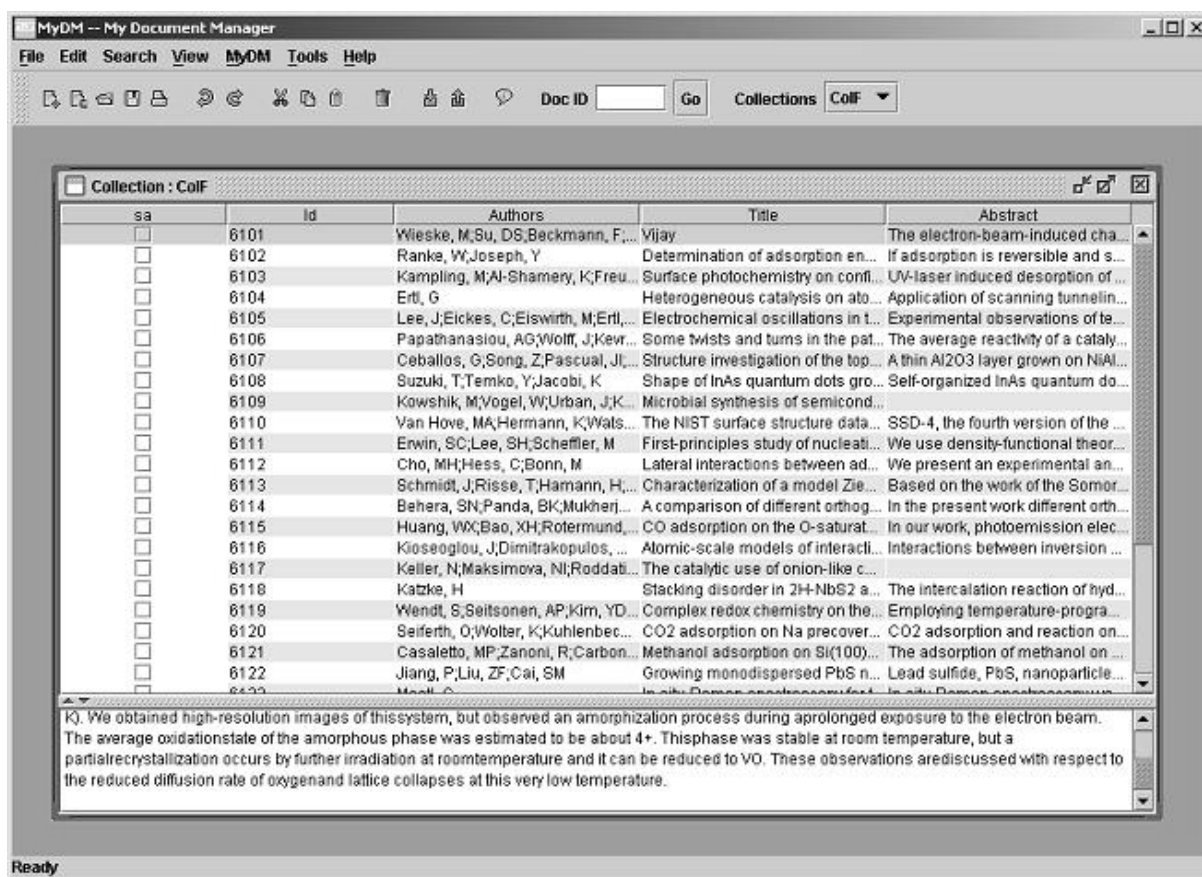 MyDM -- My Document Manager
File Edit Search View MyDM Tools Help
Doc ID Go Collections ColF
Collection : ColF
sa Id Authors Title Abstract
6101 Wieske, M;Su, DS;Beckmann, F;... Vijay The electron-beam-induced cha...
6102 Ranke, W;Joseph, Y Determination of adsorption en... If adsorption is reversible and s...
6103 Kampling, M;Al-Shamery, K;Freu... Surface photochemistry on confi... UV-laser induced desorption of ...
6104 Ertl, G Heterogeneous catalysis on ato... Application of scanning tunnelin...
6105 Lee, J;Eickes, C;Eiswirth, M;Ertl,... Electrochemical oscillations in t... Experimental observations of te...
6106 Papathanasiou, AG;Wolff, J;Kevr... Some twists and turns in the pat... The average reactivity of a cataly...
6107 Ceballos, G;Song, Z;Pascual, JI;... Structure investigation of the top... A thin Al2O3 layer grown on NiAl...
6108 Suzuki, T;Temko, Y;Jacobi, K Shape of InAs quantum dots gro... Self-organized InAs quantum do...
6109 Kowshik, M;Vogel, W;Urban, J;K... Microbial synthesis of semicond...
6110 Van Hove, MA;Hermann, K;Wats... The NIST surface structure data... SSD-4, the fourth version of the ...
6111 Erwin, SC;Lee, SH;Scheffler, M First-principles study of nucleati... We use density-functional theor...
6112 Cho, MH;Hess, C;Bonn, M Lateral interactions between ad... We present an experimental an...
6113 Schmidt, J;Risse, T;Hamann, H;... Characterization of a model Zie... Based on the work of the Somor...
6114 Behera, SN;Panda, BK;Mukherj... A comparison of different orthog... In the present work different orth...
6115 Huang, WX;Bao, XH;Rotermund,... CO adsorption on the O-saturat... In our work, photoemission elec...
6116 Kioseoglou, J;Dimitrakopulos, ... Atomic-scale models of interacti... Interactions between inversion ...
6117 Keller, N;Maksimova, NI;Roddati... The catalytic use of onion-like c...
6118 Katzke, H Stacking disorder in 2H-NbS2 a... The intercalation reaction of hyd...
6119 Wendt, S;Seitsonen, AP;Kim, YD... Complex redox chemistry on the... Employing temperature-progra...
6120 Seiferth, O;Wolter, K;Kuhlenbec... CO2 adsorption on Na precover... CO2 adsorption and reaction on...
6121 Casaletto, MP;Zanoni, R;Carbon... Methanol adsorption on Si(100)... The adsorption of methanol on ...
6122 Jiang, P;Liu, ZF;Cai, SM Growing monodispersed PbS n... Lead sulfide, PbS, nanoparticle...
K). We obtained high-resolution images of thissystem, but observed an amorphization process during aprolonged exposure to the electron beam.
The average oxidationstate of the amorphous phase was estimated to be about 4+. Thisphase was stable at room temperature, but a
partialrecrystallization occurs by further irradiation at roomtemperature and it can be reduced to VO. These observations arediscussed with respect to
the reduced diffusion rate of oxygenand lattice collapses at this very low temperature.
Ready